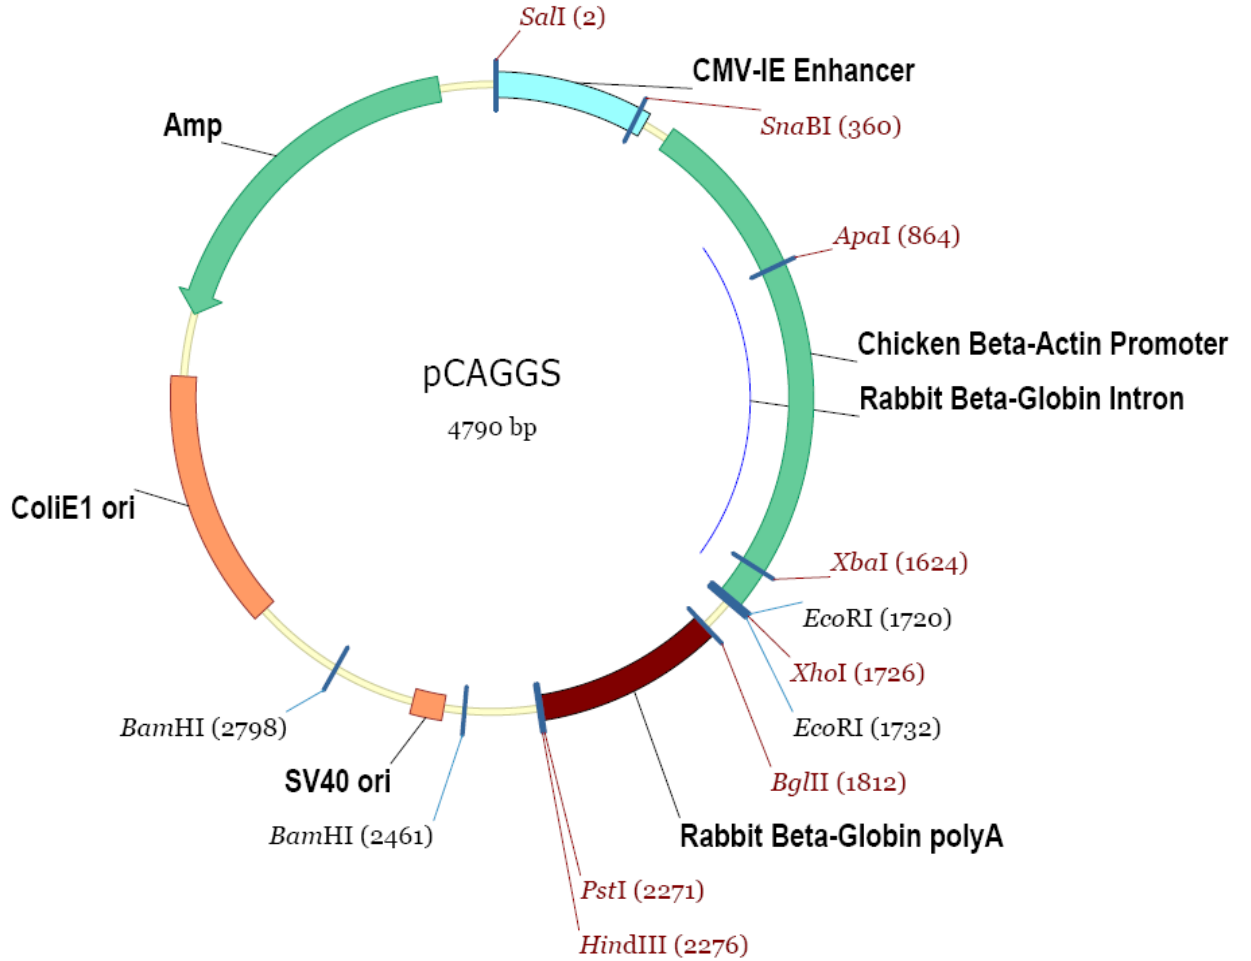 SalI (2)
CMV-IE Enhancer
SnaBI (360)
Amp
ApaI (864)
Chicken Beta-Actin Promoter
Rabbit Beta-Globin Intron
pCAGGS
4790 bp
ColiE1 ori
XbaI (1624)
EcoRI (1720)
XhoI (1726)
EcoRI (1732)
BamHI (2798)
SV40 ori
BglII (1812)
BamHI (2461)
Rabbit Beta-Globin polyA
PstI (2271)
HindIII (2276)